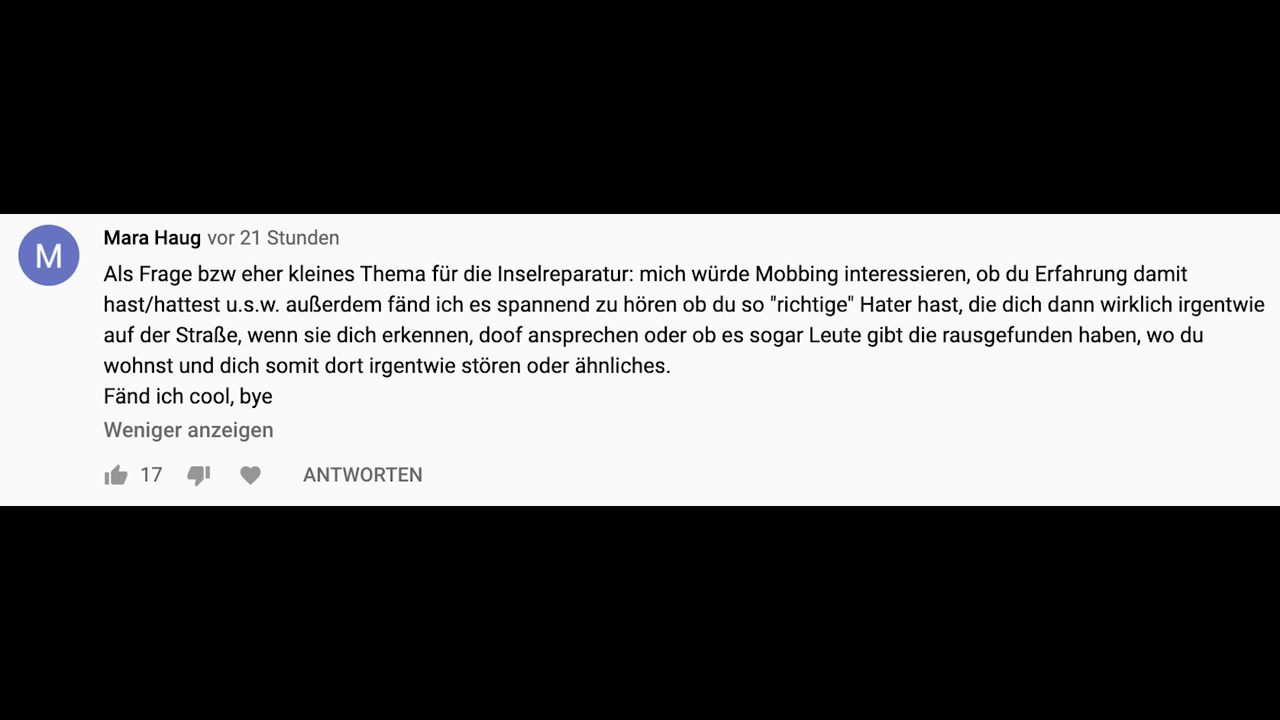 M
Mara Haug vor 21 Stunden
Als Frage bzw eher kleines Thema für die Inselreparatur: mich würde Mobbing interessieren, ob du Erfahrung damit
hast/hattest u.s.w. außerdem fänd ich es spannend zu hören ob du so "richtige" Hater hast, die dich dann wirklich irgentwie
auf der Straße, wenn sie dich erkennen, doof ansprechen oder ob es sogar Leute gibt die rausgefunden haben, wo du
wohnst und dich somit dort irgentwie stören oder ähnliches.
Fänd ich cool, bye
Weniger anzeigen
17 ANTWORTEN